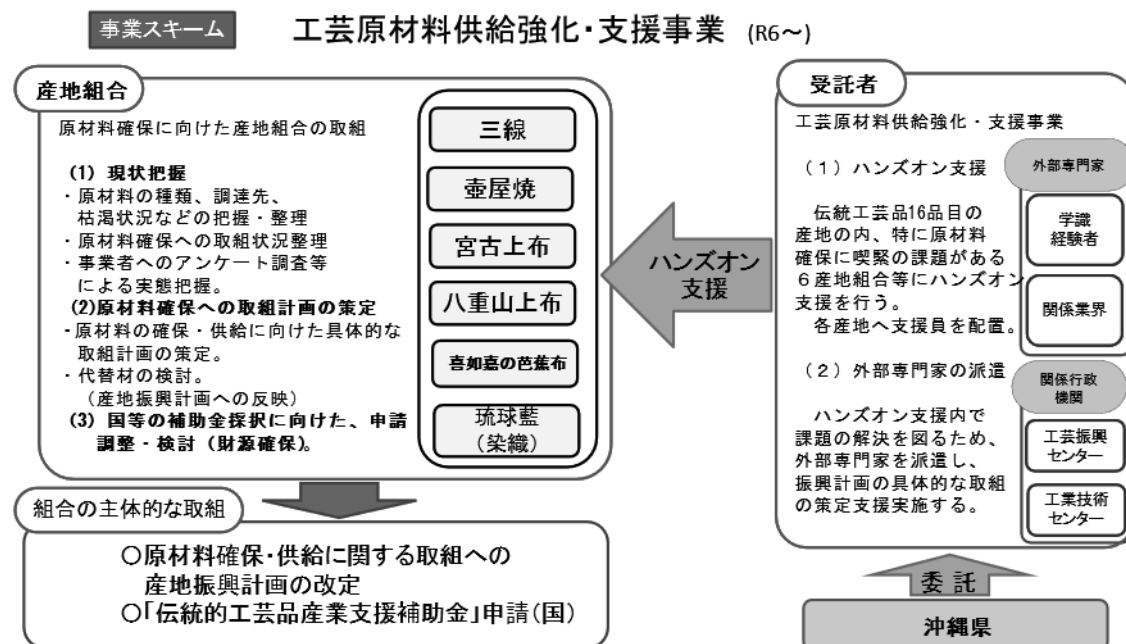 事業スキーム
工芸原材料供給強化・支援事業 (R6～)
産地組合
原材料確保に向けた産地組合の取組
(1) 現状把握
・原材料の種類、調達先、
枯渇状況などの把握・整理
・原材料確保への取組状況整理
・事業者へのアンケート調査等
による実態把握。
(2)原材料確保への取組計画の策定
・原材料の確保・供給に向けた具体的な
取組計画の策定。
・代替材の検討。
（産地振興計画への反映）
(3) 国等の補助金採択に向けた、申請
調整・検討（財源確保）。
三線
壺屋焼
宮古上布
八重山上布
喜如嘉の芭蕉布
琉球藍
（染織）
ハンズオン
支援
受託者
工芸原材料供給強化・支援事業
（１）ハンズオン支援
伝統工芸品16品目の
産地の内、特に原材料
確保に喫緊の課題がある
６産地組合等にハンズオン
支援を行う。
各産地へ支援員を配置。
（２）外部専門家の派遣
ハンズオン支援内で
課題の解決を図るため、
外部専門家を派遣し、
振興計画の具体的な取組
の策定支援実施する。
外部専門家
学識
経験者
関係業界
関係行政
機関
工芸振興
センター
工業技術
センター
組合の主体的な取組
○原材料確保・供給に関する取組への
産地振興計画の改定
○「伝統的工芸品産業支援補助金」申請(国)
委託
沖縄県